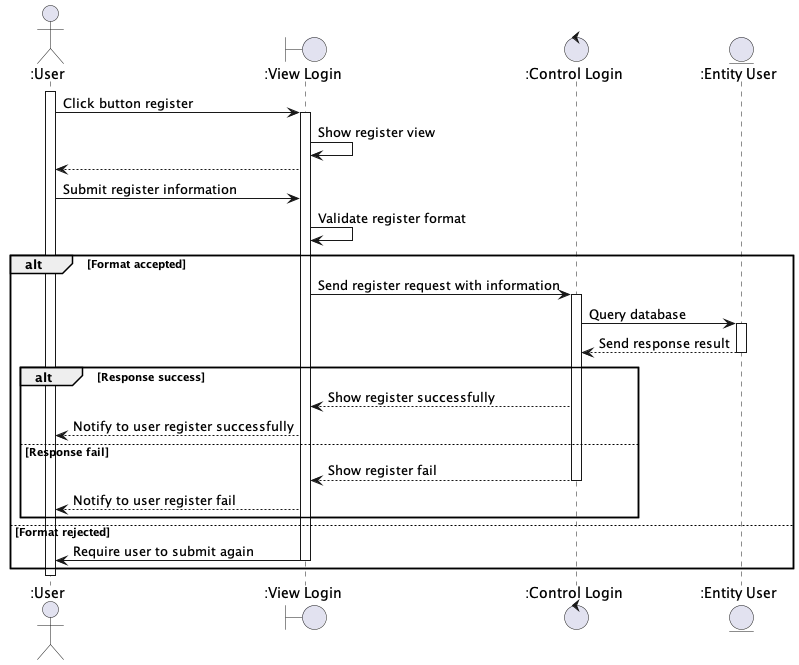 :User
:View Login
:Control Login
:Entity User
Click button register
Show register view
Submit register information
Validate register format
alt
[Format accepted]
Send register request with information
Query database
Send response result
alt
[Response success]
Show register successfully
Notify to user register successfully
[Response fail]
Show register fail
Notify to user register fail
[Format rejected]
Require user to submit again
:User
:View Login
:Control Login
:Entity User